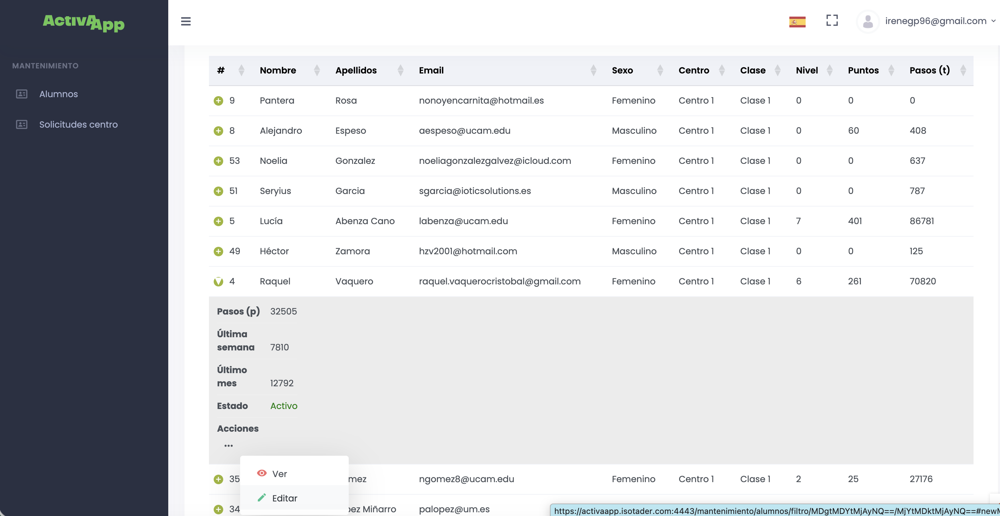 ActivAApp
irenegp96@gmail.com
MANTENIMIENTO
Alumnos
Solicitudes centro
# Nombre Apellidos Email Sexo Centro Clase Nivel Puntos Pasos (t)
9 Pantera Rosa nonoyencarnita@hotmail.es Femenino Centro 1 Clase 1 0 0 0
8 Alejandro Espeso aespeso@ucam.edu Masculino Centro 1 Clase 1 0 60 408
53 Noelia Gonzalez noeliagonzalezgalvez@icloud.com Femenino Centro 1 Clase 1 0 0 637
51 Seryius Garcia sgarcia@ioticsolutions.es Masculino Centro 1 Clase 1 0 0 787
5 Lucía Abenza Cano labenza@ucam.edu Femenino Centro 1 Clase 1 7 401 86781
49 Héctor Zamora hzv2001@hotmail.com Masculino Centro 1 Clase 1 0 0 125
4 Raquel Vaquero raquel.vaquerocristobal@gmail.com Femenino Centro 1 Clase 1 6 261 70820
Pasos (p) 32505
Última
semana 7810
Último
mes 12792
Estado Activo
Acciones
...
Ver
35 mez ngomez8@ucam.edu Femenino Centro 1 Clase 1 2 25 27176
Editar
34 pez Miñarro palopez@um.es
https://activaapp.isotader.com:4443/mantenimiento/alumnos/filtro/MDgtMDYtMjAyNQ==/MjYtMDktMjAyNQ==#newM